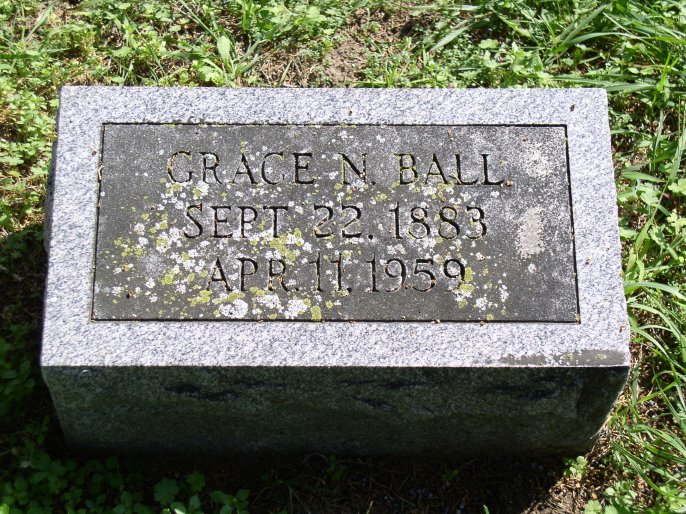 GRACE N. BALL
SEPT. 22. 1883
APR. 11. 1959